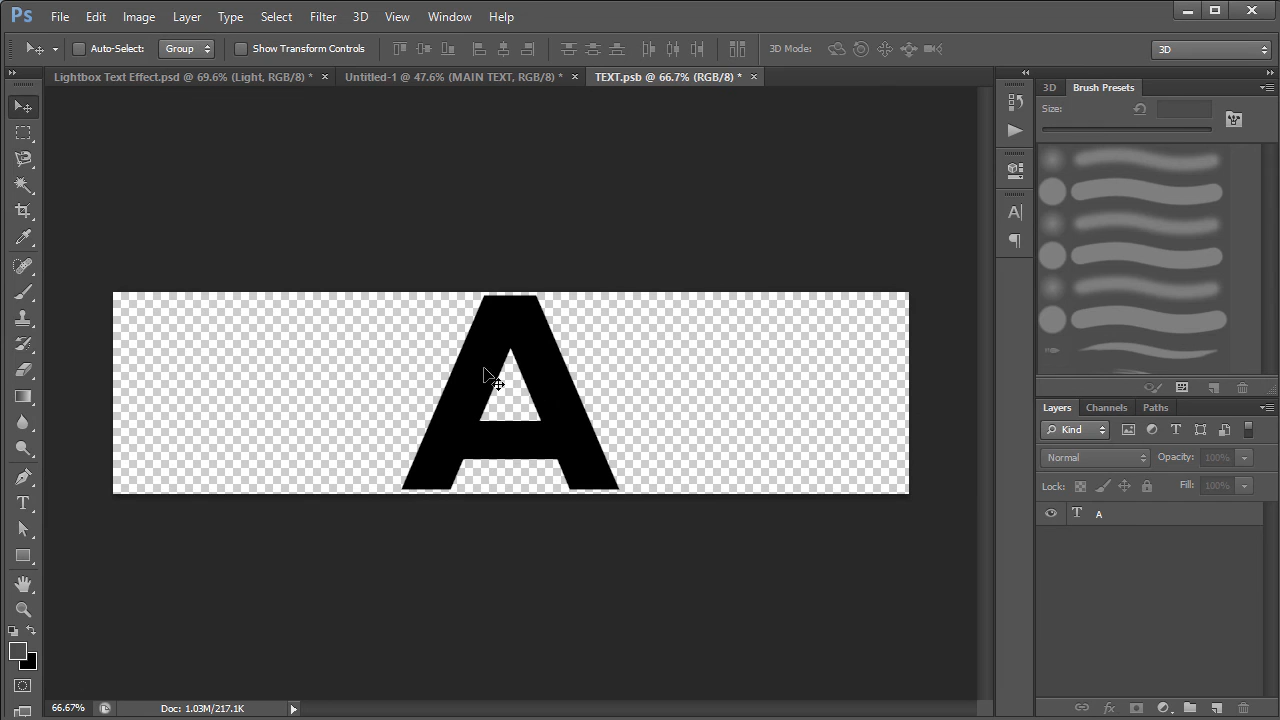 Ps File Edit Image Layer Type Select Filter 3D View Window Help
Auto-Select: Group Show Transform Controls 3D Mode: 3D
Lightbox Text Effect.psd @ 69.6% (Light, RGB/8) * × Untitled-1 @ 47.6% (MAIN TEXT, RGB/8) * × TEXT.psb @ 66.7% (RGB/8) * ×
3D Brush Presets
Size:
A
Layers Channels Paths
Kind
Normal Opacity: 100%
Lock: Fill: 100%
T A
66.67% Doc: 1.03M/217.1K